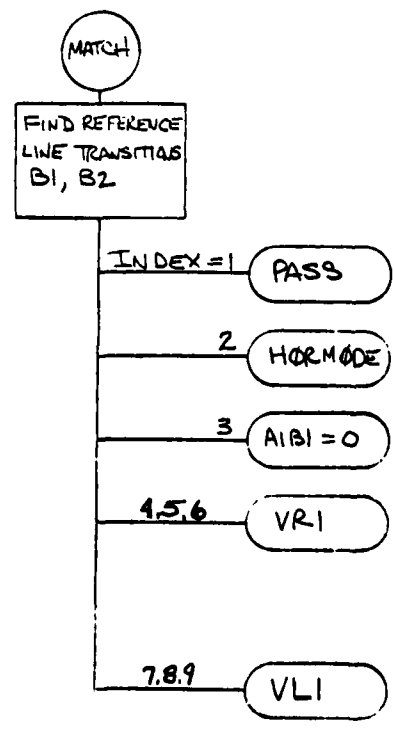 MATCH
FIND REFERENCE
LINE TRANSITIONS
B1, B2
INDEX = 1
PASS
2
HØRMØDE
3
A1B1 = 0
4,5,6
VR1
7.8.9
VL1